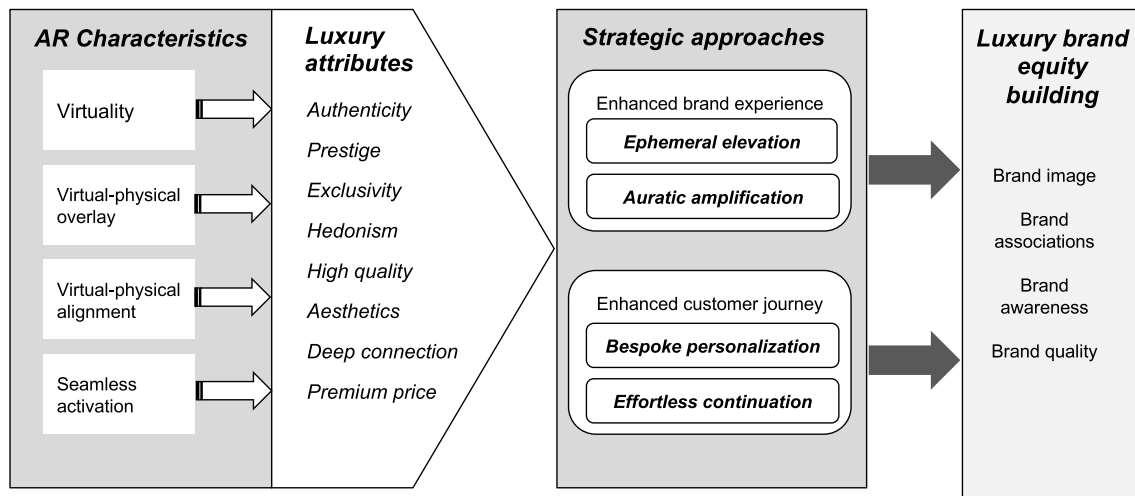 AR Characteristics
Virtuality
Virtual-physical
overlay
Virtual-physical
alignment
Seamless
activation
Luxury
attributes
Authenticity
Prestige
Exclusivity
Hedonism
High quality
Aesthetics
Deep connection
Premium price
Strategic approaches
Enhanced brand experience
Ephemeral elevation
Auratic amplification
Enhanced customer journey
Bespoke personalization
Effortless continuation
Luxury brand
equity
building
Brand image
Brand
associations
Brand
awareness
Brand quality